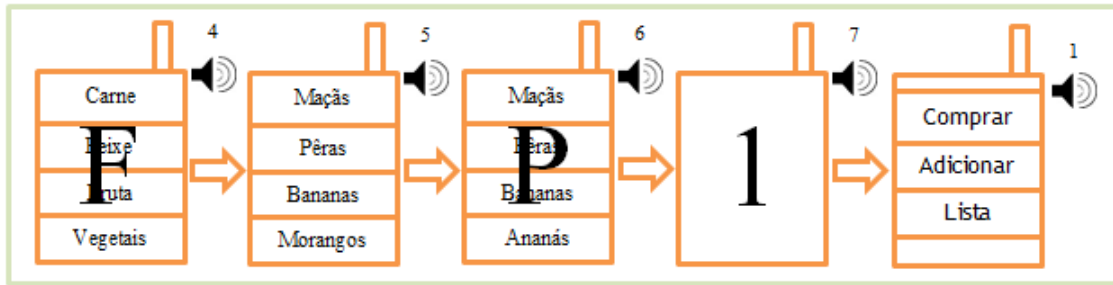 4
Carne
Peixe
Fruta
Vegetais
F
5
Maçãs
Pêras
Bananas
Morangos
6
Maçãs
Pêras
Bananas
Ananás
P
7
1
1
Comprar
Adicionar
Lista